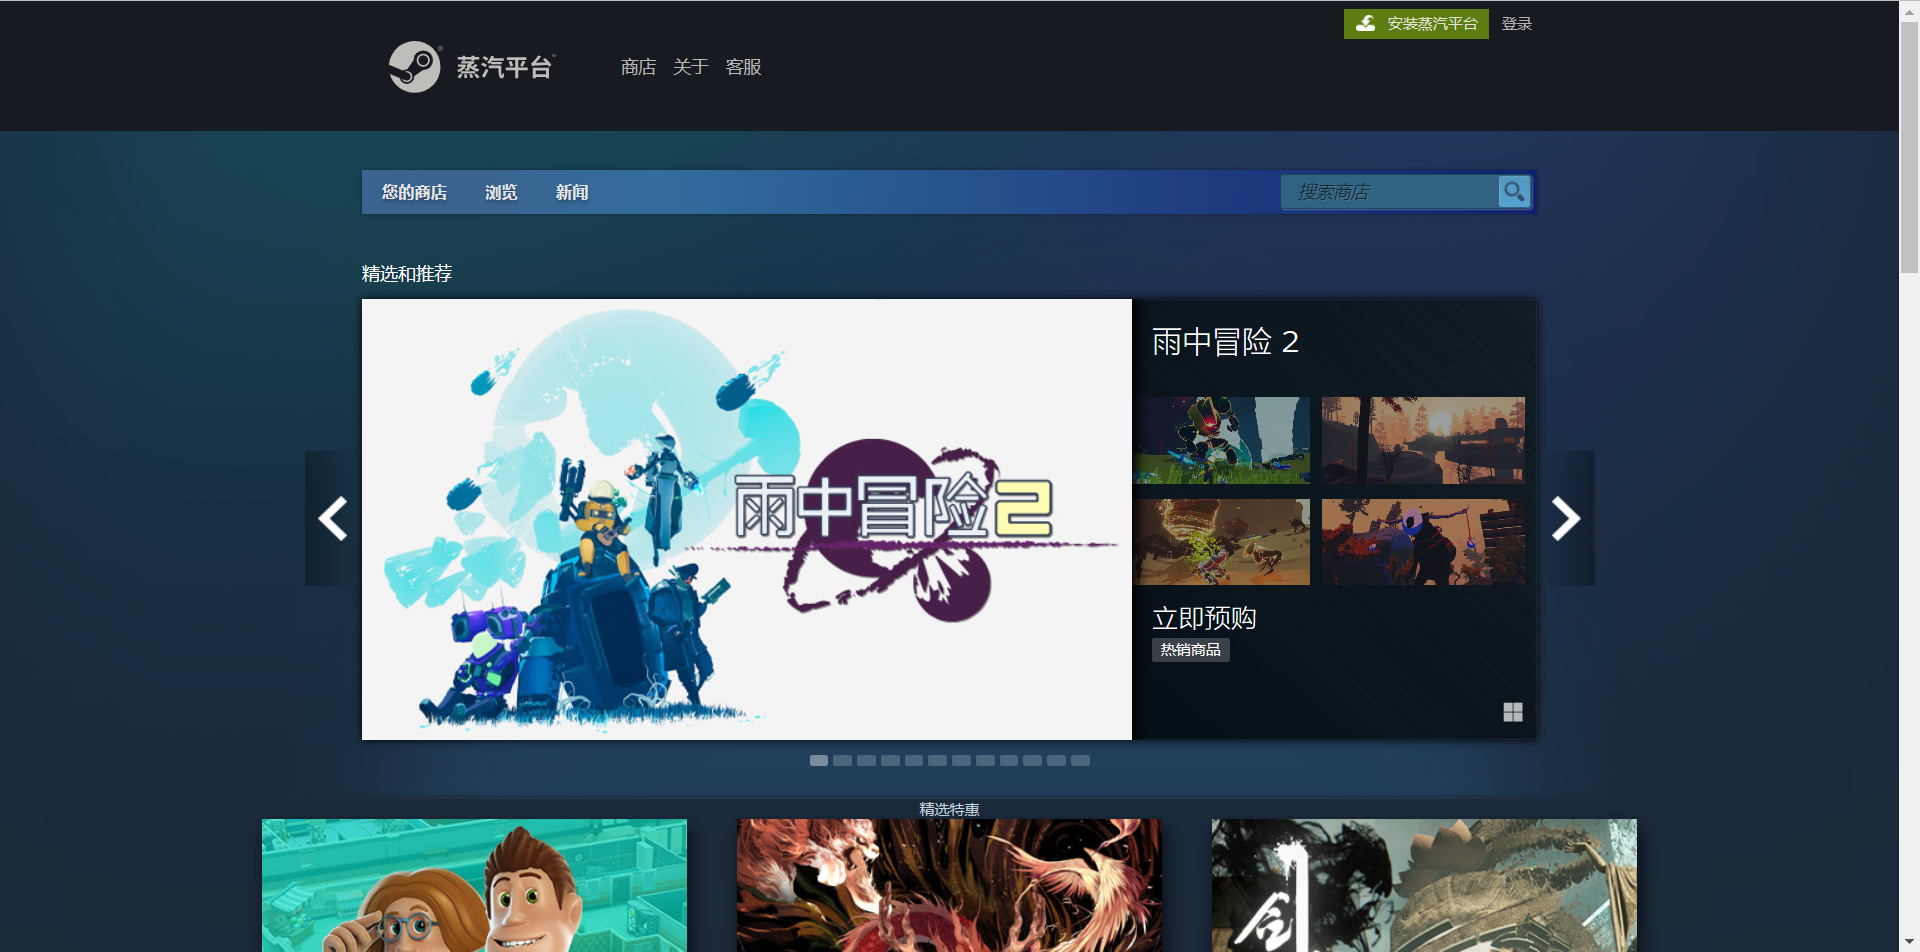 安装蒸汽平台 登录
蒸汽平台 商店 关于 客服
您的商店 浏览 新闻 搜索商店
精选和推荐
雨中冒险 2
雨中冒险2
立即预购
热销商品
精选特惠
剑